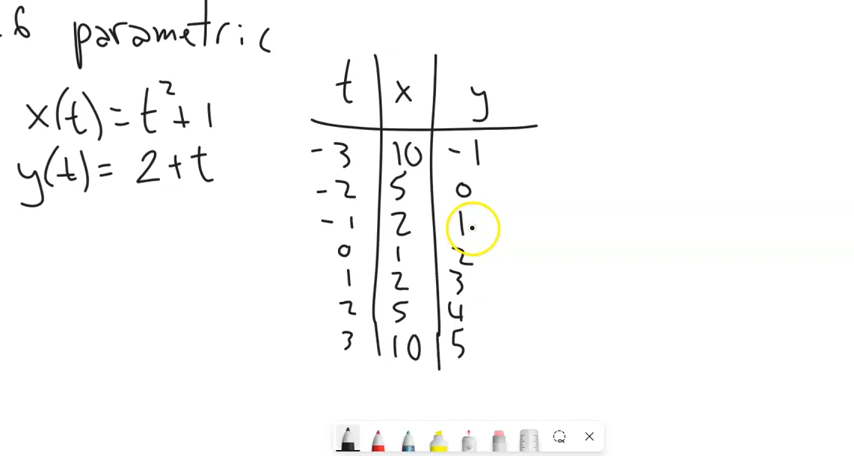 .6 parametric
x(t) = t² + 1
y(t) = 2 + t
t x y
-3 10 -1
-2 5 0
-1 2 1
0 1 2
1 2 3
2 5 4
3 10 5